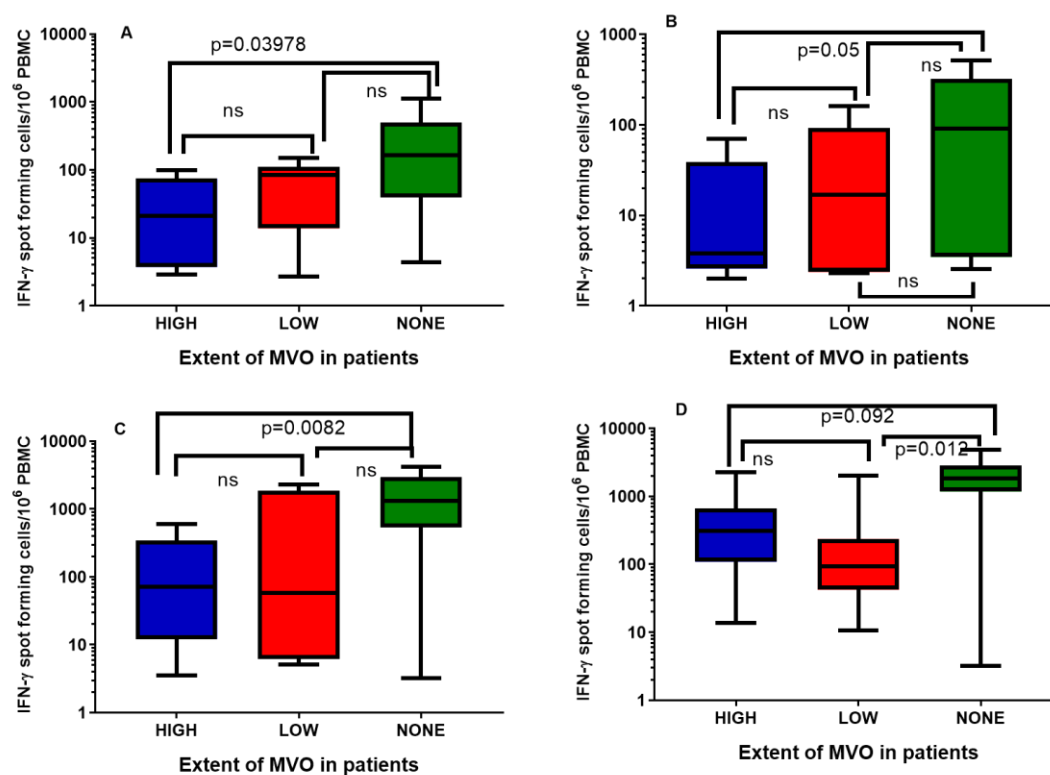 A
p=0.03978
ns
ns
10000
1000
100
10
1
IFN-γ spot forming cells/10⁶ PBMC
HIGH LOW NONE
Extent of MVO in patients
B
p=0.05
ns
ns
ns
1000
100
10
1
IFN-γ spot forming cells/10⁶ PBMC
HIGH LOW NONE
Extent of MVO in patients
C
p=0.0082
ns
ns
10000
1000
100
10
1
IFN-γ spot forming cells/10⁶ PBMC
HIGH LOW NONE
Extent of MVO in patients
D
p=0.092
ns
p=0.012
10000
1000
100
10
1
IFN-γ spot forming cells/10⁶ PBMC
HIGH LOW NONE
Extent of MVO in patients